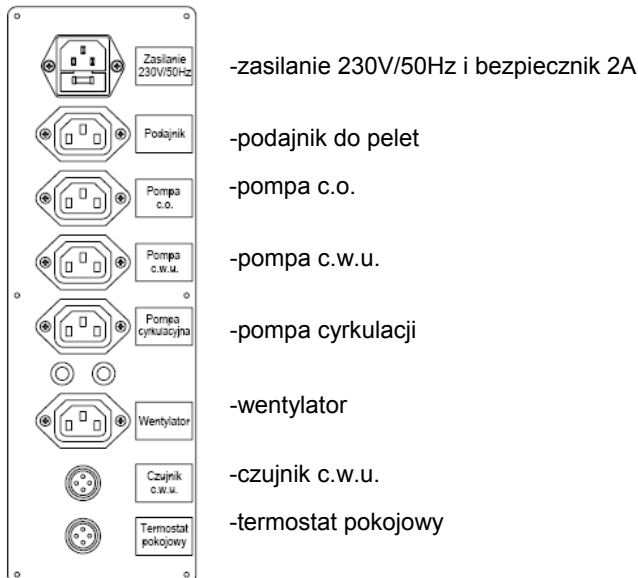 Zasilanie
230V/50Hz
-zasilanie 230V/50Hz i bezpiecznik 2A
Podajnik
-podajnik do pelet
Pompa
c.o.
-pompa c.o.
Pompa
c.w.u.
-pompa c.w.u.
Pompa
cyrkulacyjna
-pompa cyrkulacji
Wentylator
-wentylator
Czujnik
c.w.u.
-czujnik c.w.u.
Termostat
pokojowy
-termostat pokojowy